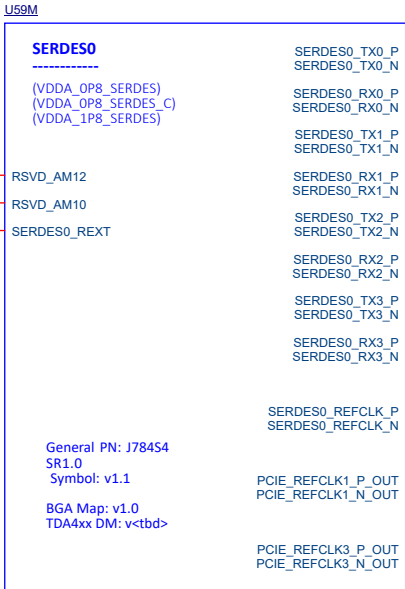 U59M
SERDES0
------------
(VDDA_0P8_SERDES)
(VDDA_0P8_SERDES_C)
(VDDA_1P8_SERDES)
RSVD_AM12
RSVD_AM10
SERDES0_REXT
General PN: J784S4
SR1.0
Symbol: v1.1
BGA Map: v1.0
TDA4xx DM: v<tbd>
SERDES0_TX0_P
SERDES0_TX0_N
SERDES0_RX0_P
SERDES0_RX0_N
SERDES0_TX1_P
SERDES0_TX1_N
SERDES0_RX1_P
SERDES0_RX1_N
SERDES0_TX2_P
SERDES0_TX2_N
SERDES0_RX2_P
SERDES0_RX2_N
SERDES0_TX3_P
SERDES0_TX3_N
SERDES0_RX3_P
SERDES0_RX3_N
SERDES0_REFCLK_P
SERDES0_REFCLK_N
PCIE_REFCLK1_P_OUT
PCIE_REFCLK1_N_OUT
PCIE_REFCLK3_P_OUT
PCIE_REFCLK3_N_OUT